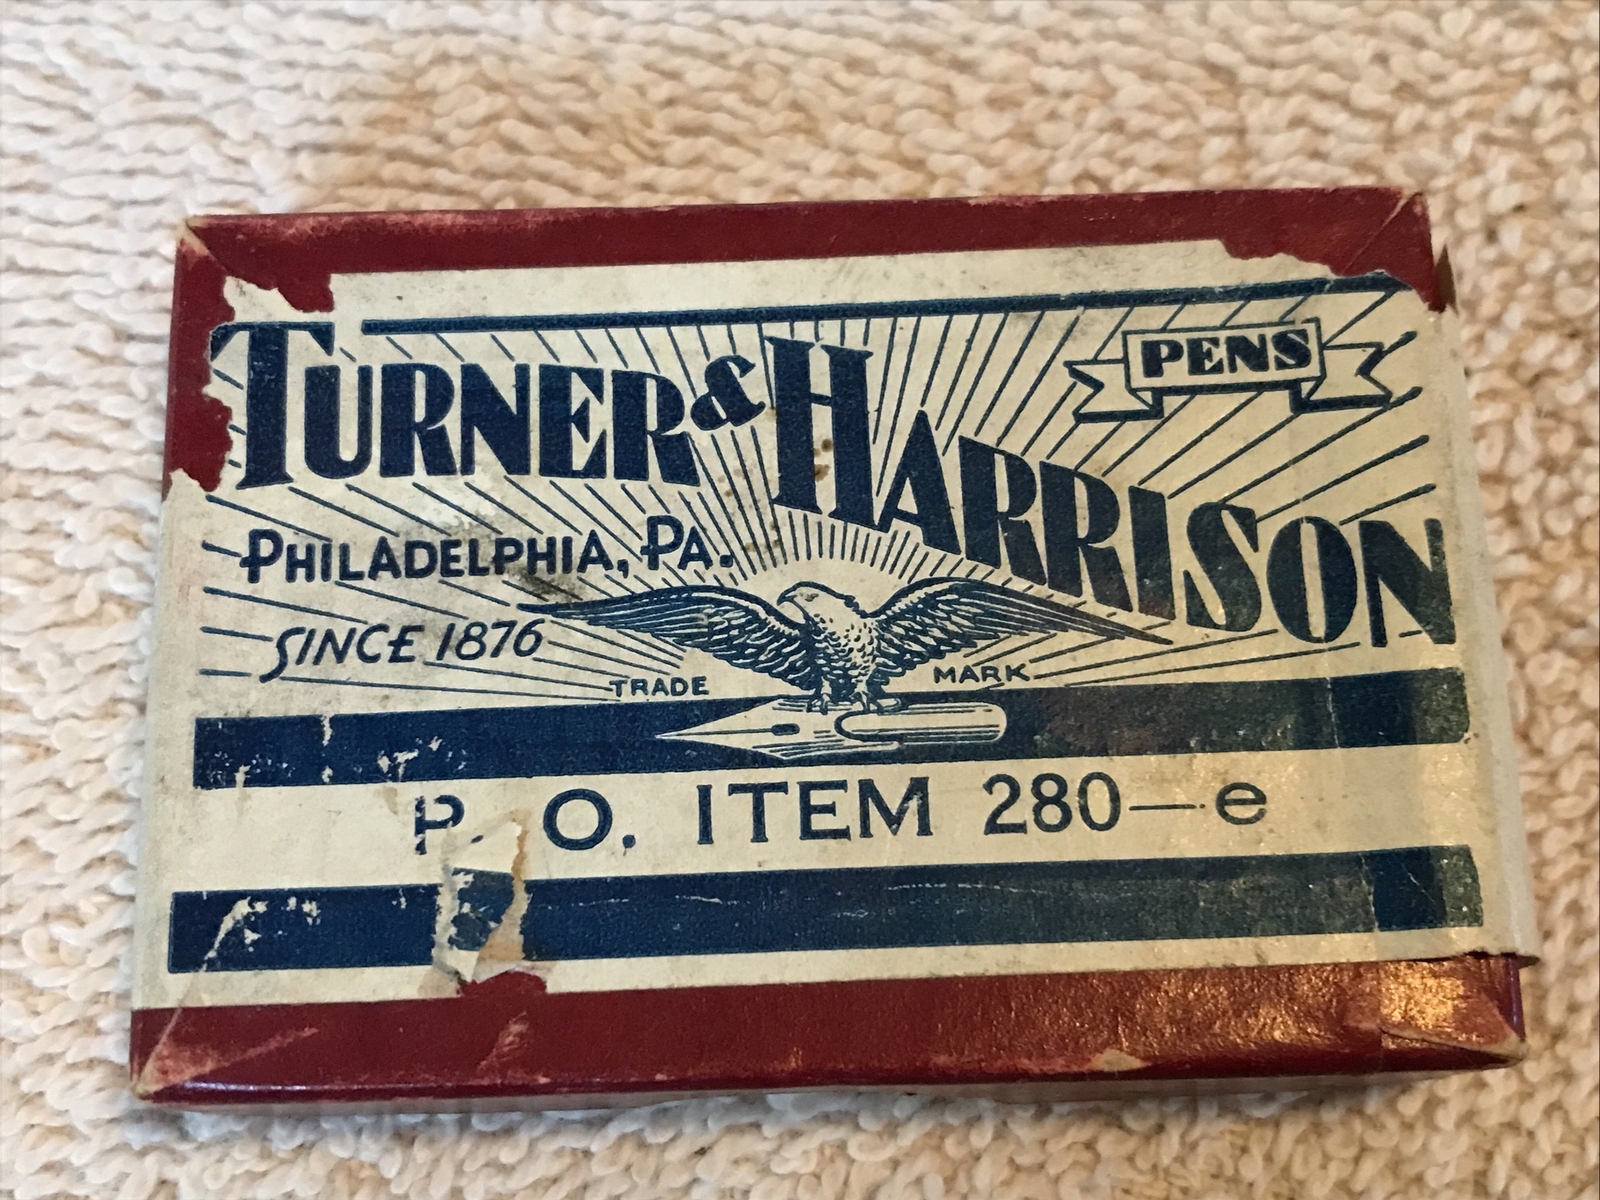 TURNER & HARRISON
PENS
PHILADELPHIA, PA.
SINCE 1876
TRADE MARK
P. O. ITEM 280—e